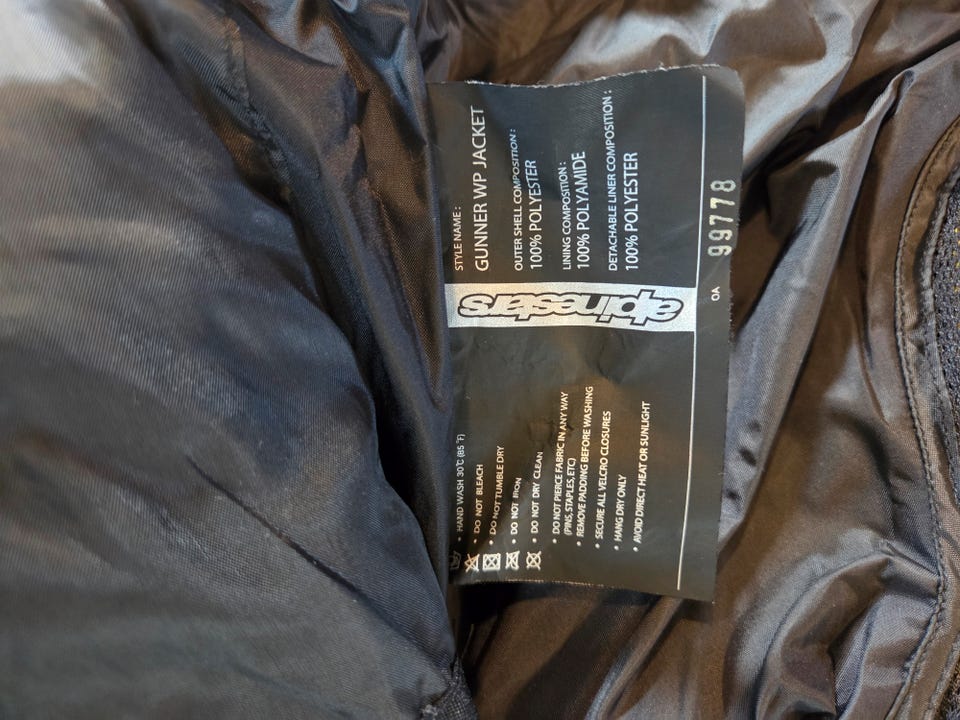 STYLE NAME :
GUNNER WP JACKET
OUTER SHELL COMPOSITION :
100% POLYESTER
LINING COMPOSITION :
100% POLYAMIDE
DETACHABLE LINER COMPOSITION :
100% POLYESTER
QA 99778
alpinestars
• HAND WASH 30℃ (85 ℉)
• DO NOT BLEACH
• DO NOT TUMBLE DRY
• DO NOT IRON
• DO NOT DRY CLEAN
• DO NOT PIERCE FABRIC IN ANY WAY
(PINS, STAPLES, ETC)
• REMOVE PADDING BEFORE WASHING
• SECURE ALL VELCRO CLOSURES
• HANG DRY ONLY
• AVOID DIRECT HEAT OR SUNLIGHT